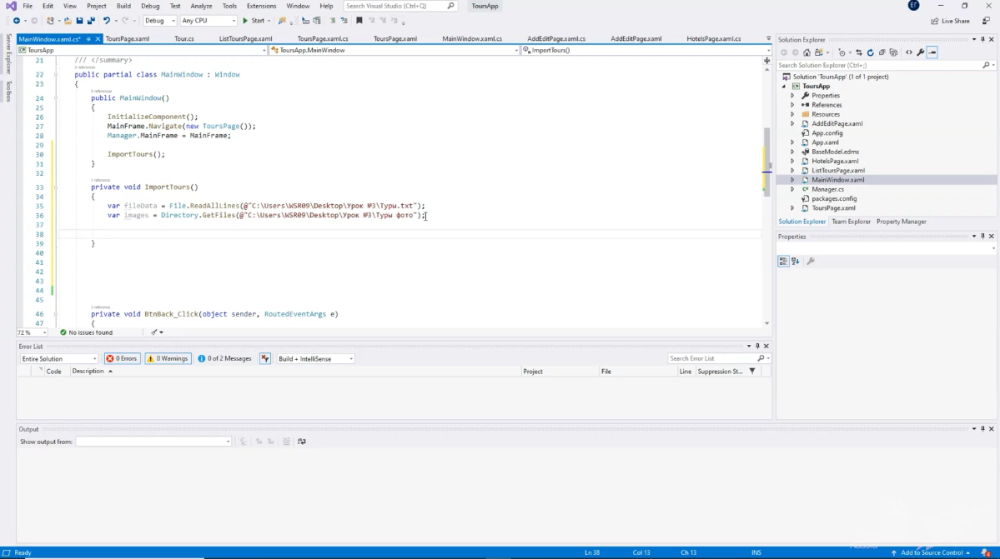 File Edit View Project Build Debug Test Analyze Tools Extensions Window Help Search Visual Studio (Ctrl+Q) ToursApp ЕГ
Debug Any CPU Start Live Share
MainWindow.xaml.cs* ToursPage.xaml Tour.cs ListToursPage.xaml ToursPage.xaml.cs ToursPage.xaml MainWindow.xaml.cs AddEditPage.xaml.cs AddEditPage.xaml HotelsPage.xaml.cs
ToursApp ToursApp.MainWindow ImportTours()
Server Explorer
Toolbox
21 /// </summary>
22 public partial class MainWindow : Window
23 {
24 public MainWindow()
25 {
26 InitializeComponent();
27 MainFrame.Navigate(new ToursPage());
28 Manager.MainFrame = MainFrame;
29
30 ImportTours();
31 }
32
1 reference
33 private void ImportTours()
34 {
35 var fileData = File.ReadAllLines(@"C:\Users\WSR09\Desktop\Урок №3\Туры.txt");
36 var images = Directory.GetFiles(@"C:\Users\WSR09\Desktop\Урок №3\Туры фото");
37
38
39 }
40
41
42
43
44
45
1 reference
46 private void BtnBack_Click(object sender, RoutedEventArgs e)
47 {
72 % No issues found
Solution Explorer
Search Solution Explorer (Ctrl+;)
Solution 'ToursApp' (1 of 1 project)
ToursApp
Properties
References
Resources
AddEditPage.xaml
App.config
App.xaml
BaseModel.edmx
HotelsPage.xaml
ListToursPage.xaml
MainWindow.xaml
Manager.cs
packages.config
ToursPage.xaml
Solution Explorer Team Explorer Property Manager
Properties
Error List
Entire Solution 0 Errors 0 Warnings 0 of 2 Messages Build + IntelliSense Search Error List
Code Description Project File Line Suppression St...
Output
Show output from:
Ready Ln 38 Col 13 Ch 13 INS Add to Source Control 4